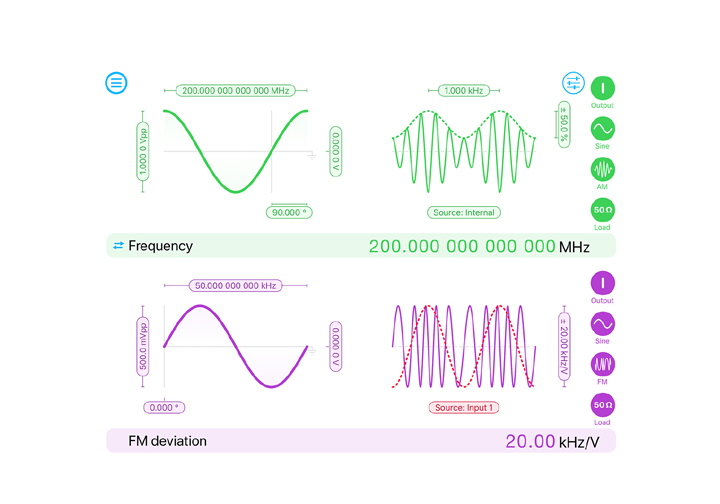 200.000 000 000 000 MHz
1.000 kHz
Output
1.000 0 Vpp
0.000 0 V
± 50.0 %
Sine
AM
90.000 °
Source: Internal
50 Ω
Load
Frequency
200.000 000 000 000 MHz
50.000 000 000 kHz
Output
500.0 mVpp
0.000 0 V
± 20.00 kHz/V
Sine
FM
0.000 °
Source: Input 1
50 Ω
Load
FM deviation
20.00 kHz/V